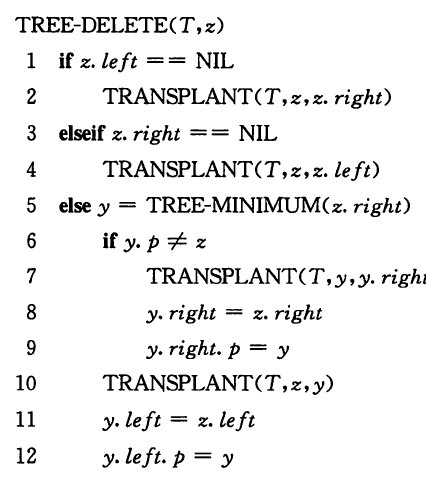 TREE-DELETE(T,z)
1 if z. left == NIL
2 TRANSPLANT(T,z,z. right)
3 elseif z. right == NIL
4 TRANSPLANT(T,z,z. left)
5 else y = TREE-MINIMUM(z. right)
6 if y. p ≠ z
7 TRANSPLANT(T,y,y. right
8 y. right = z. right
9 y. right. p = y
10 TRANSPLANT(T,z,y)
11 y. left = z. left
12 y. left. p = y